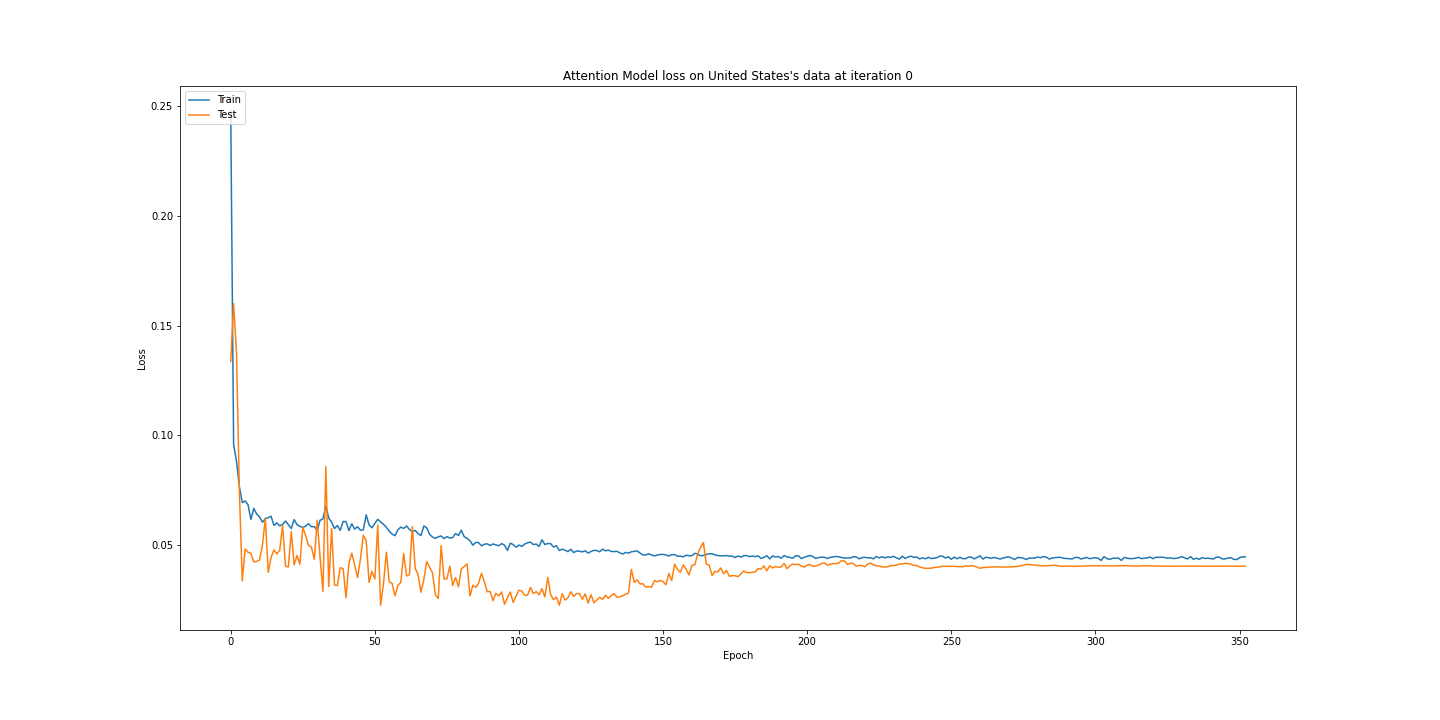 Attention Model loss on United States's data at iteration 0
Train
Test
0.25
0.20
0.15
0.10
0.05
Loss
0 50 100 150 200 250 300 350
Epoch